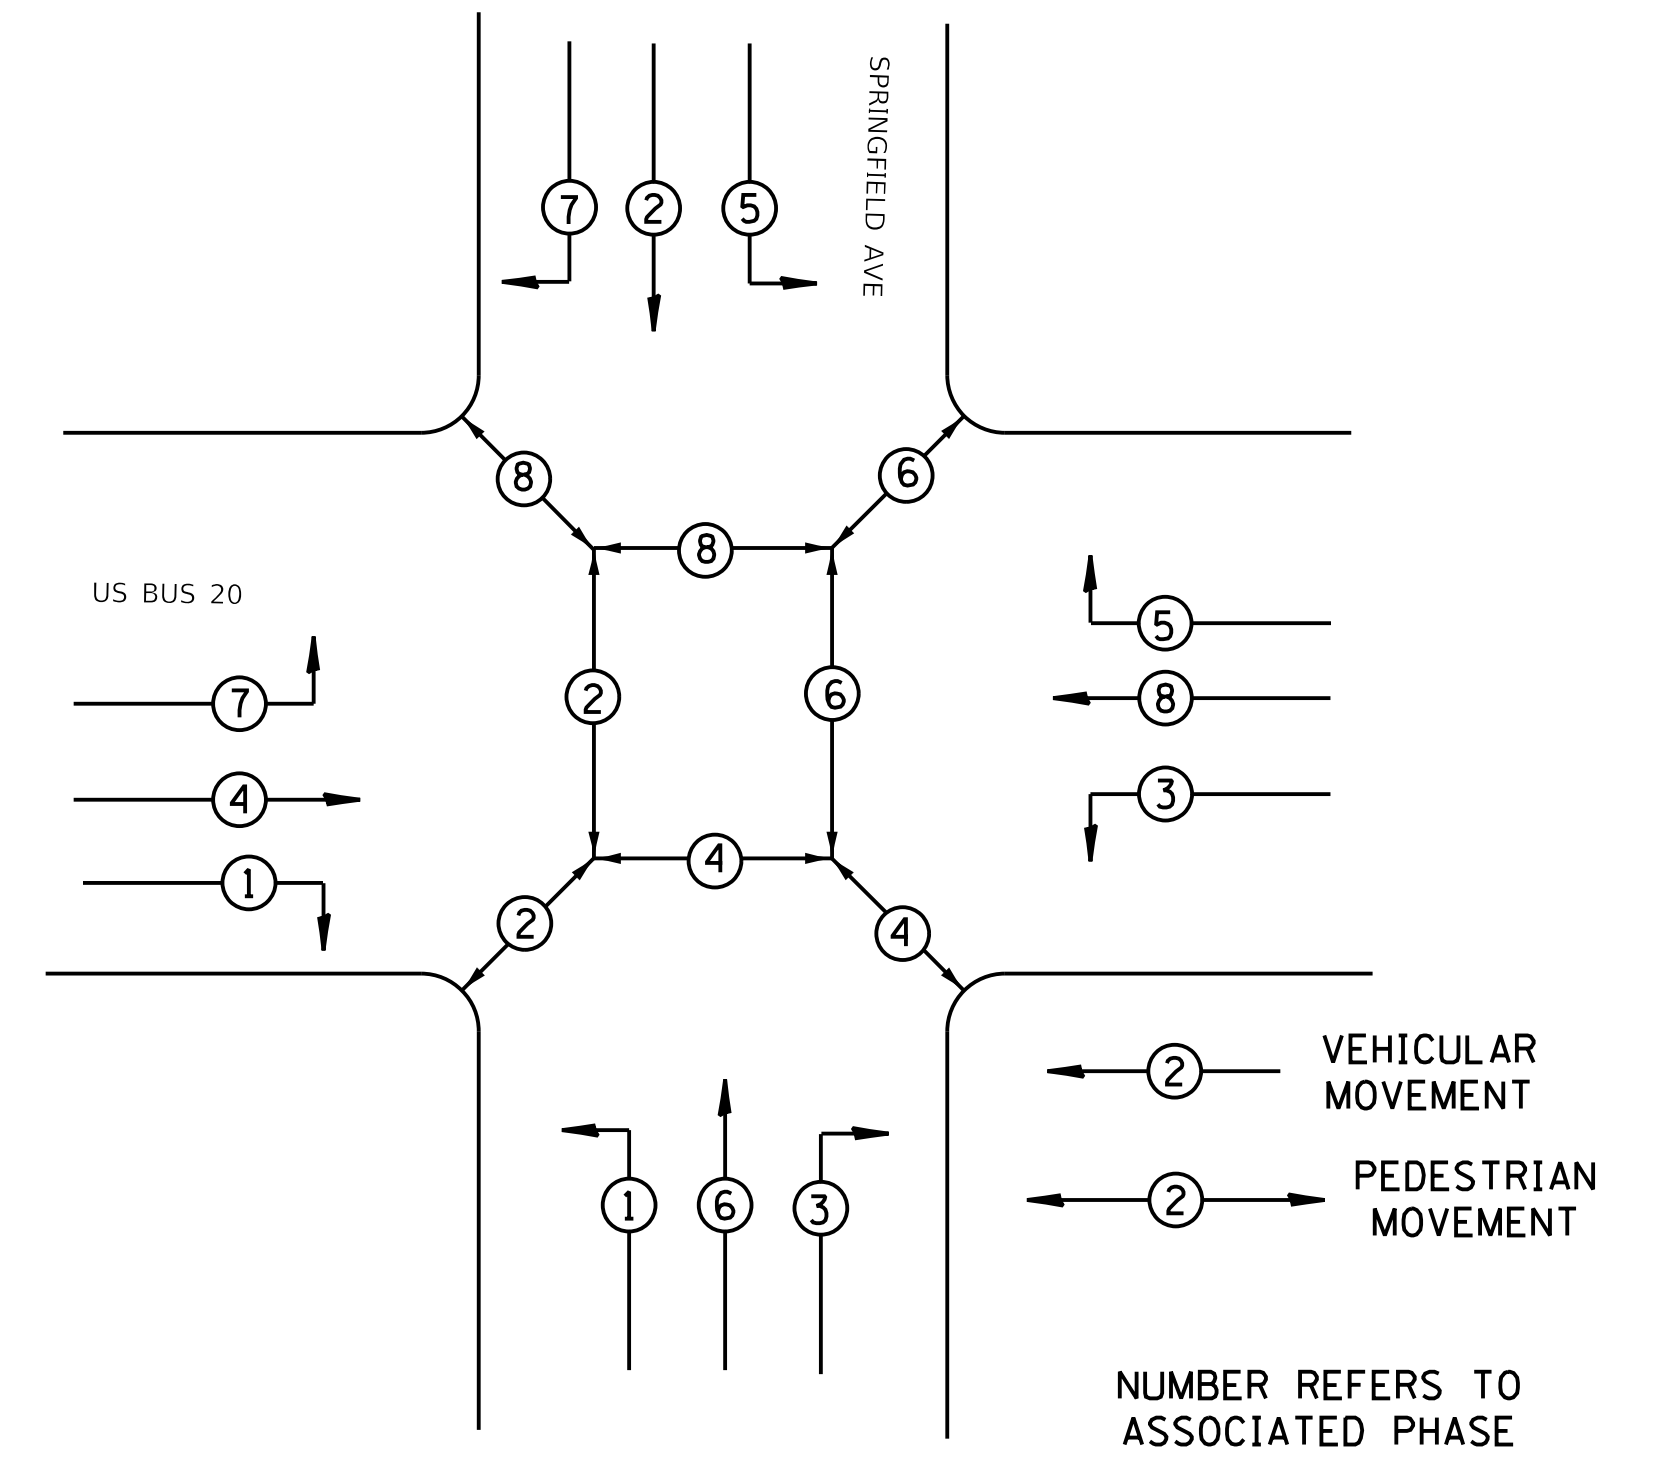 SPRINGFIELD AVE
7 2 5
8 6
8
US BUS 20
5
7 2 6 8
4 3
1 4
2 4
1 6 3
2 VEHICULAR
MOVEMENT
2 PEDESTRIAN
MOVEMENT
NUMBER REFERS TO
ASSOCIATED PHASE